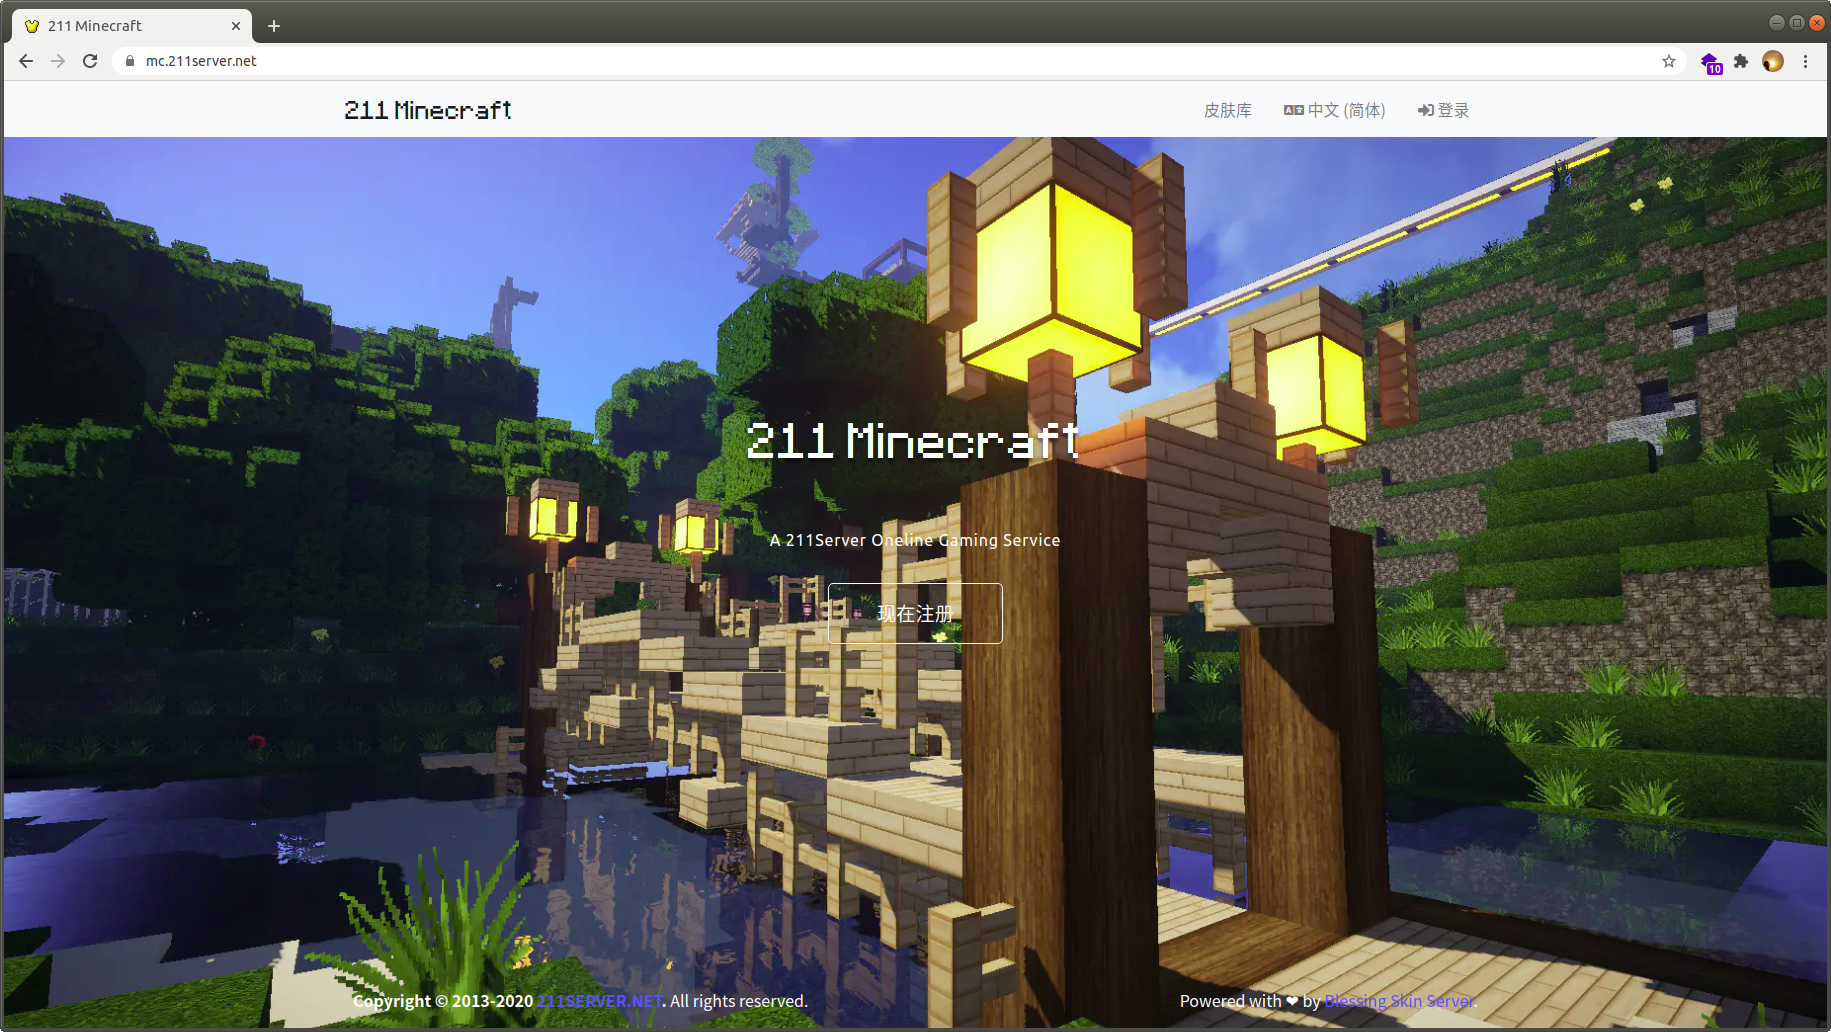 211 Minecraft
mc.211server.net
10
211 Minecraft
皮肤库 中文 (简体) 登录
211 Minecraft
A 211Server Oneline Gaming Service
现在注册
Copyright © 2013-2020 211SERVER.NET. All rights reserved.
Powered with ❤ by Blessing Skin Server.